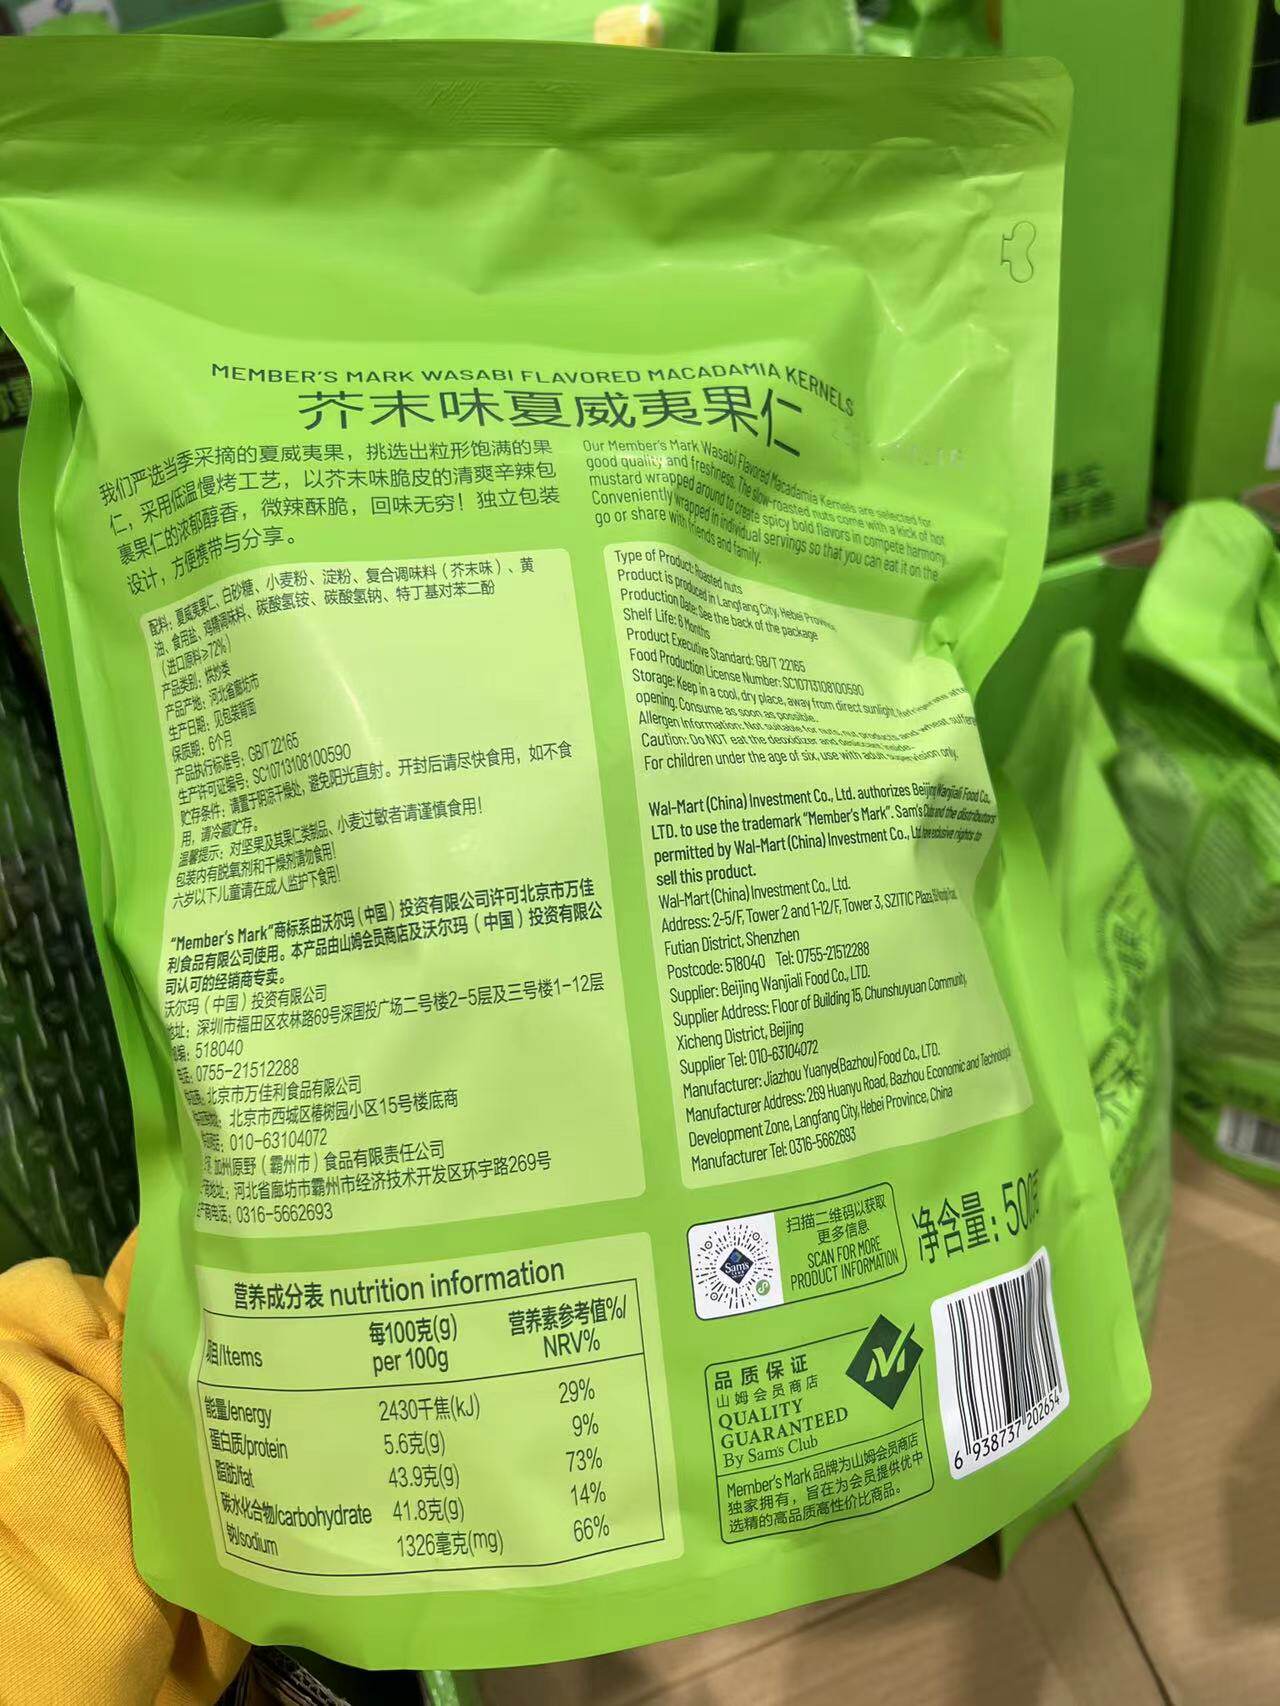 MEMBER'S MARK WASABI FLAVORED MACADAMIA KERNELS
芥末味夏威夷果仁
我们严选当季采摘的夏威夷果，挑选出粒形饱满的果
仁，采用低温慢烤工艺，以芥末味脆皮的清爽辛辣包
裹果仁的浓郁醇香，微辣酥脆，回味无穷！独立包装
设计，方便携带与分享。
Our Member's Mark Wasabi Flavored Macadamia Kernels are selected for
good quality and freshness. The slow-roasted nuts come with a kick of hot
mustard wrapped around to create spicy bold flavors in compete harmony.
Conveniently wrapped in individual servings so that you can eat it on the
go or share with friends and family.
配料：夏威夷果仁、白砂糖、小麦粉、淀粉、复合调味料（芥末味）、黄
油、食用盐、鸡精调味料、碳酸氢铵、碳酸氢钠、特丁基对苯二酚
（进口原料≥72%）
产品类别：烘炒类
产品产地：河北省廊坊市
生产日期：见包装背面
保质期：6个月
产品执行标准号：GB/T 22165
生产许可证编号：SC10713108100590
贮存条件：请置于阴凉干燥处，避免阳光直射。开封后请尽快食用，如不食
用，请冷藏贮存。
温馨提示：对坚果及其果仁类制品、小麦过敏者请谨慎食用！
包装内有脱氧剂和干燥剂请勿食用！
六岁以下儿童请在成人监护下食用！
"Member's Mark"商标系由沃尔玛（中国）投资有限公司许可北京市万佳
利食品有限公司使用。本产品由山姆会员商店及沃尔玛（中国）投资有限公
司认可的经销商专卖。
沃尔玛（中国）投资有限公司
地址：深圳市福田区农林路69号深国投广场二号楼2-5层及三号楼1-12层
邮编：518040
电话：0755-21512288
北京市万佳利食品有限公司
北京市西城区椿树园小区15号楼底商
010-63104072
加州原野（霸州市）食品有限责任公司
地址：河北省廊坊市霸州市经济技术开发区环宇路269号
商电话：0316-5662693
Type of Product: Roasted nuts
Product is produced in Langfang City, Hebei Province
Production Date: See the back of the package
Shelf Life: 6 Months
Product Executive Standard: GB/T 22165
Food Production License Number: SC10713108100590
Storage: Keep in a cool, dry place, away from direct sunlight. Refrigerate after
opening. Consume as soon as possible.
Allergen Information: Not suitable for nuts, nut products and wheat
Caution: Do NOT eat the deoxidizer and desiccant inside.
For children under the age of six, use with adult supervision only.
Wal-Mart (China) Investment Co., Ltd. authorizes Beijing Wanjiali Food Co.,
LTD. to use the trademark "Member's Mark". Sam's Club and the distributors
permitted by Wal-Mart (China) Investment Co., Ltd have exclusive rights to
sell this product.
Wal-Mart (China) Investment Co., Ltd.
Address: 2-5/F, Tower 2 and 1-12/F, Tower 3, SZITIC Plaza
Futian District, Shenzhen
Postcode: 518040 Tel: 0755-21512288
Supplier: Beijing Wanjiali Food Co., LTD.
Supplier Address: Floor of Building 15, Chunshuyuan Community,
Xicheng District, Beijing
Supplier Tel: 010-63104072
Manufacturer: Jiazhou Yuanye(Bazhou) Food Co., LTD.
Manufacturer Address: 269 Huanyu Road, Bazhou Economic and Technological
Development Zone, Langfang City, Hebei Province, China
Manufacturer Tel: 0316-5662693
营养成分表 nutrition information
项目/Items 每100克(g) per 100g 营养素参考值%/ NRV%
能量/energy 2430千焦(kJ) 29%
蛋白质/protein 5.6克(g) 9%
脂肪/fat 43.9克(g) 73%
碳水化合物/carbohydrate 41.8克(g) 14%
钠/sodium 1326毫克(mg) 66%
Sam's
扫描二维码以获取
更多信息
SCAN FOR MORE
PRODUCT INFORMATION
净含量：500克
品质保证
山姆会员商店
QUALITY
GUARANTEED
By Sam's Club
Member's Mark品牌为山姆会员商店
独家拥有，旨在为会员提供优中
选精的高品质高性价比商品。
6 938737 202654